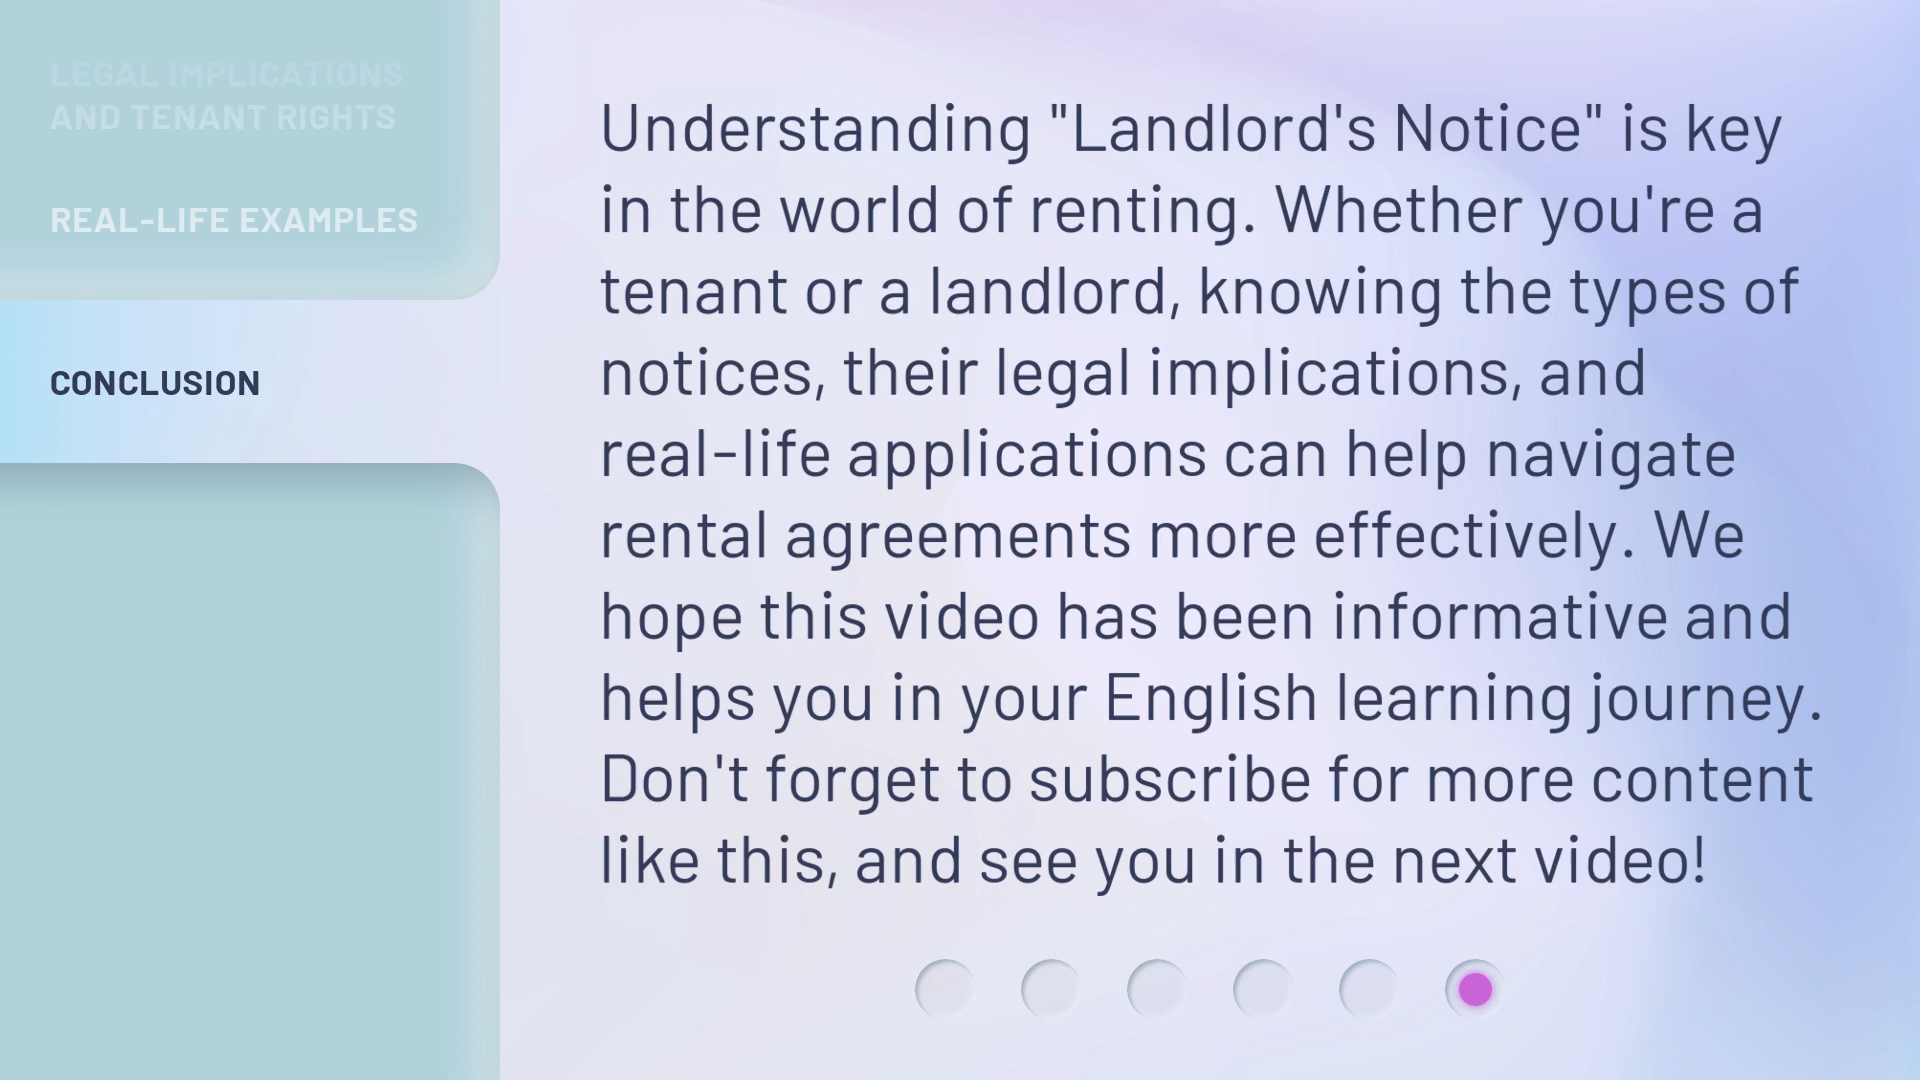 LEGAL IMPLICATIONS
AND TENANT RIGHTS
REAL-LIFE EXAMPLES
CONCLUSION
Understanding "Landlord's Notice" is key
in the world of renting. Whether you're a
tenant or a landlord, knowing the types of
notices, their legal implications, and
real-life applications can help navigate
rental agreements more effectively. We
hope this video has been informative and
helps you in your English learning journey.
Don't forget to subscribe for more content
like this, and see you in the next video!